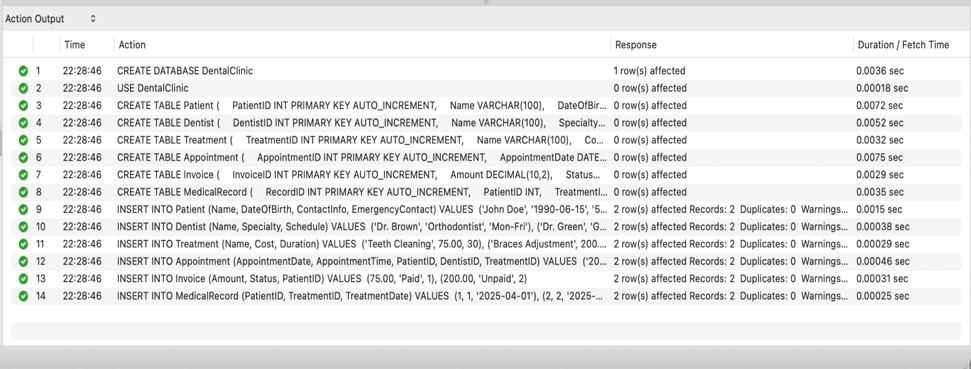 Action Output
Time Action Response Duration / Fetch Time
1 22:28:46 CREATE DATABASE DentalClinic 1 row(s) affected 0.0036 sec
2 22:28:46 USE DentalClinic 0 row(s) affected 0.00018 sec
3 22:28:46 CREATE TABLE Patient ( PatientID INT PRIMARY KEY AUTO_INCREMENT, Name VARCHAR(100), DateOfBir... 0 row(s) affected 0.0072 sec
4 22:28:46 CREATE TABLE Dentist ( DentistID INT PRIMARY KEY AUTO_INCREMENT, Name VARCHAR(100), Specialty... 0 row(s) affected 0.0052 sec
5 22:28:46 CREATE TABLE Treatment ( TreatmentID INT PRIMARY KEY AUTO_INCREMENT, Name VARCHAR(100), Co... 0 row(s) affected 0.0032 sec
6 22:28:46 CREATE TABLE Appointment ( AppointmentID INT PRIMARY KEY AUTO_INCREMENT, AppointmentDate DATE... 0 row(s) affected 0.0075 sec
7 22:28:46 CREATE TABLE Invoice ( InvoiceID INT PRIMARY KEY AUTO_INCREMENT, Amount DECIMAL(10,2), Status... 0 row(s) affected 0.0029 sec
8 22:28:46 CREATE TABLE MedicalRecord ( RecordID INT PRIMARY KEY AUTO_INCREMENT, PatientID INT, TreatmentI... 0 row(s) affected 0.0035 sec
9 22:28:46 INSERT INTO Patient (Name, DateOfBirth, ContactInfo, EmergencyContact) VALUES ('John Doe', '1990-06-15', '5... 2 row(s) affected Records: 2 Duplicates: 0 Warnings... 0.0015 sec
10 22:28:46 INSERT INTO Dentist (Name, Specialty, Schedule) VALUES ('Dr. Brown', 'Orthodontist', 'Mon-Fri'), ('Dr. Green', 'G... 2 row(s) affected Records: 2 Duplicates: 0 Warnings... 0.00038 sec
11 22:28:46 INSERT INTO Treatment (Name, Cost, Duration) VALUES ('Teeth Cleaning', 75.00, 30), ('Braces Adjustment', 200.... 2 row(s) affected Records: 2 Duplicates: 0 Warnings... 0.00029 sec
12 22:28:46 INSERT INTO Appointment (AppointmentDate, AppointmentTime, PatientID, DentistID, TreatmentID) VALUES ('20... 2 row(s) affected Records: 2 Duplicates: 0 Warnings... 0.00046 sec
13 22:28:46 INSERT INTO Invoice (Amount, Status, PatientID) VALUES (75.00, 'Paid', 1), (200.00, 'Unpaid', 2) 2 row(s) affected Records: 2 Duplicates: 0 Warnings... 0.00031 sec
14 22:28:46 INSERT INTO MedicalRecord (PatientID, TreatmentID, TreatmentDate) VALUES (1, 1, '2025-04-01'), (2, 2, '2025-... 2 row(s) affected Records: 2 Duplicates: 0 Warnings... 0.00025 sec